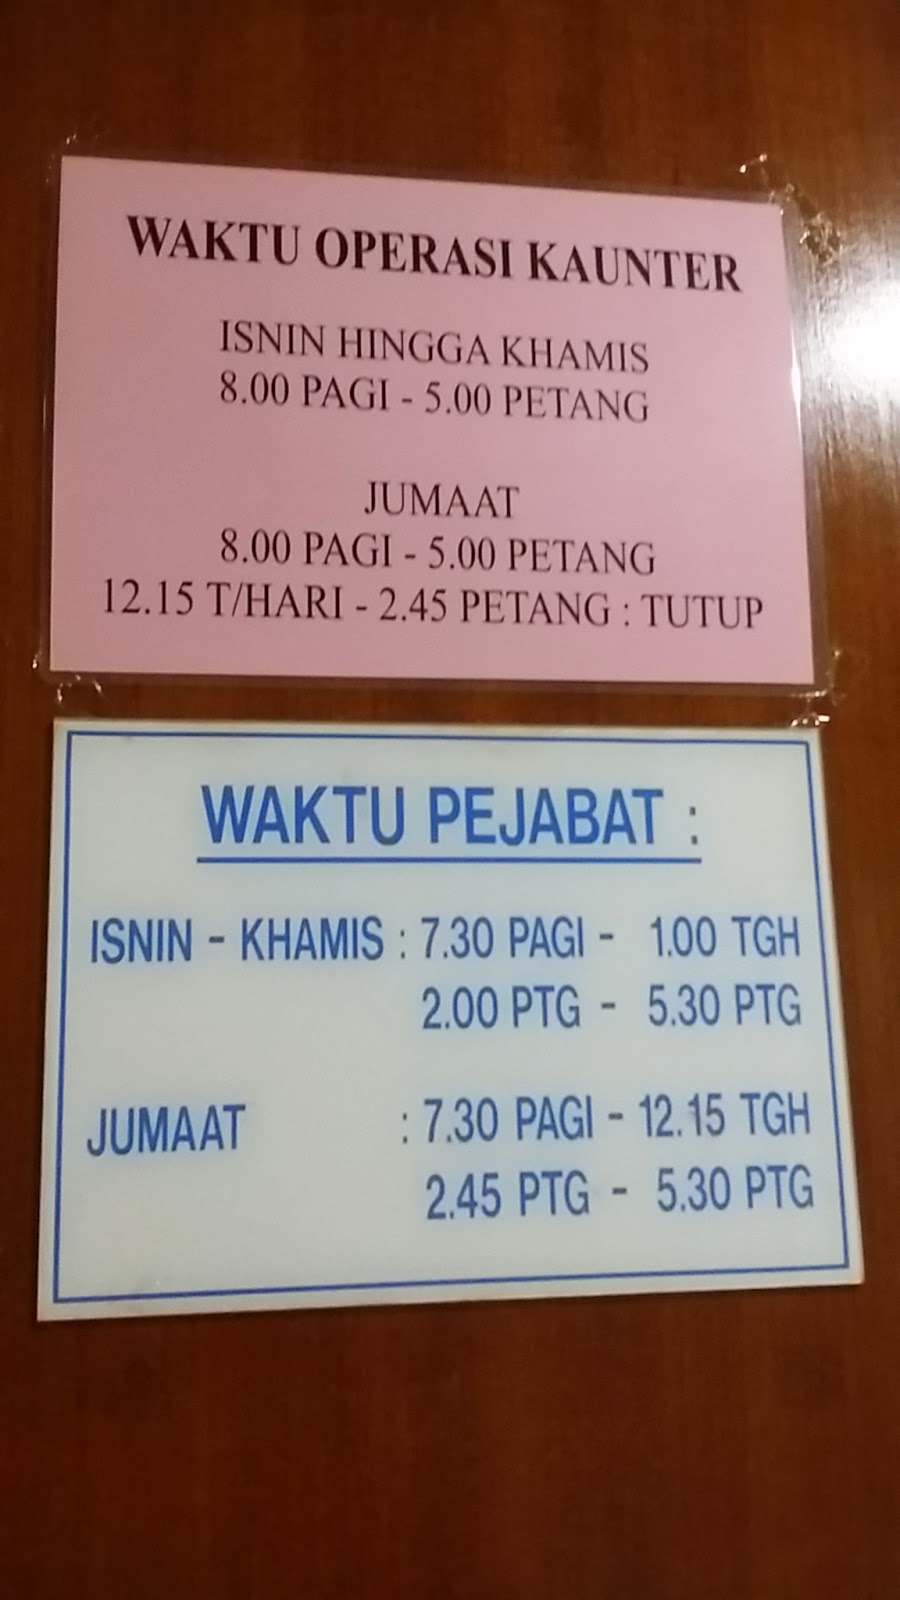 WAKTU OPERASI KAUNTER
ISNIN HINGGA KHAMIS
8.00 PAGI - 5.00 PETANG
JUMAAT
8.00 PAGI - 5.00 PETANG
12.15 T/HARI - 2.45 PETANG : TUTUP
WAKTU PEJABAT :
ISNIN - KHAMIS : 7.30 PAGI - 1.00 TGH
2.00 PTG - 5.30 PTG
JUMAAT : 7.30 PAGI - 12.15 TGH
2.45 PTG - 5.30 PTG